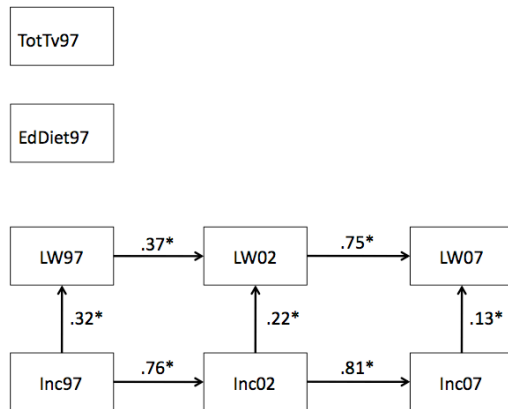 TotTv97
EdDiet97
LW97
.37*
LW02
.75*
LW07
.32*
.22*
.13*
Inc97
.76*
Inc02
.81*
Inc07